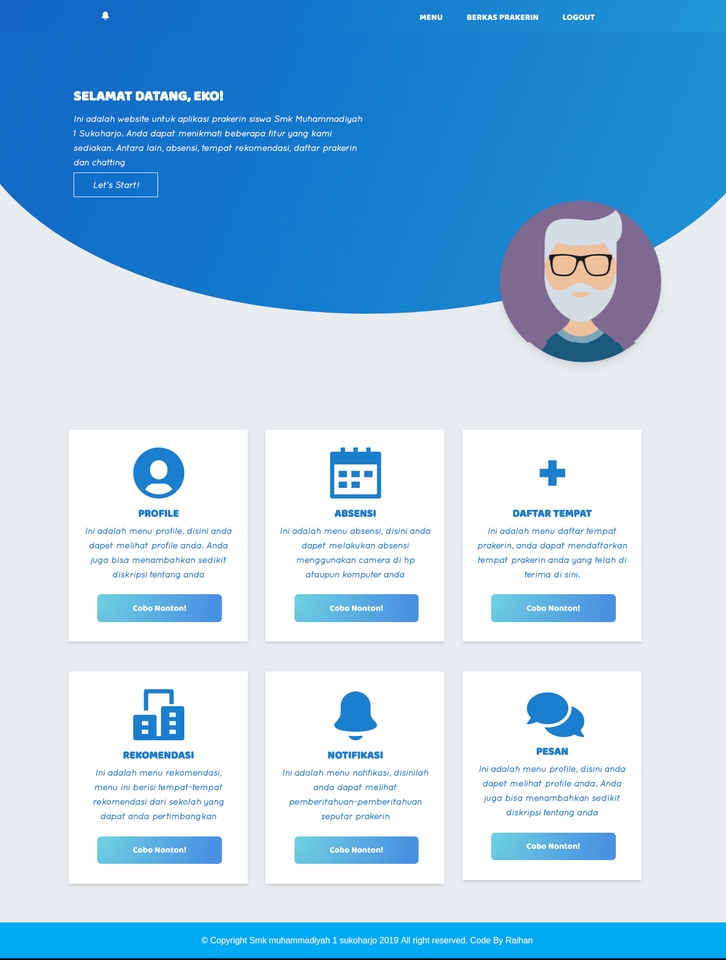 MENU BERKAS PRAKERIN LOGOUT
SELAMAT DATANG, EKO!
Ini adalah website untuk aplikasi prakerin siswa Smk Muhammadiyah
1 Sukoharjo. Anda dapat menikmati beberapa fitur yang kami
sediakan. Antara lain, absensi, tempat rekomendasi, daftar prakerin
dan chatting
Let's Start!
PROFILE
Ini adalah menu profile, disini anda
dapet melihat profile anda. Anda
juga bisa menambahkan sedikit
diskripsi tentang anda
Cobo Nonton!
ABSENSI
Ini adalah menu absensi, disini anda
dapet melakukan absensi
menggunakan camera di hp
ataupun komputer anda
Cobo Nonton!
DAFTAR TEMPAT
Ini adalah menu daftar tempat
prakerin, anda dapat mendaftarkan
tempat prakerin anda yang telah di
terima di sini.
Cobo Nonton!
REKOMENDASI
Ini adalah menu rekomendasi,
menu ini berisi tempat-tempat
rekomendasi dari sekolah yang
dapat anda pertimbangkan
Cobo Nonton!
NOTIFIKASI
Ini adalah menu notifikasi, disinilah
anda dapat melihat
pemberitahuan-pemberitahuan
seputar prakerin
Cobo Nonton!
PESAN
Ini adalah menu profile, disini anda
dapet melihat profile anda. Anda
juga bisa menambahkan sedikit
diskripsi tentang anda
Cobo Nonton!
© Copyright Smk muhammadiyah 1 sukoharjo 2019 All right reserved. Code By Raihan